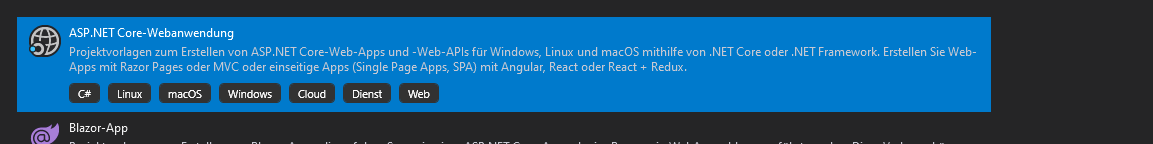 ASP.NET Core-Webanwendung
Projektvorlagen zum Erstellen von ASP.NET Core-Web-Apps und -Web-APIs für Windows, Linux und macOS mithilfe von .NET Core oder .NET Framework. Erstellen Sie Web-
Apps mit Razor Pages oder MVC oder einseitige Apps (Single Page Apps, SPA) mit Angular, React oder React + Redux.
C# Linux macOS Windows Cloud Dienst Web
Blazor-App